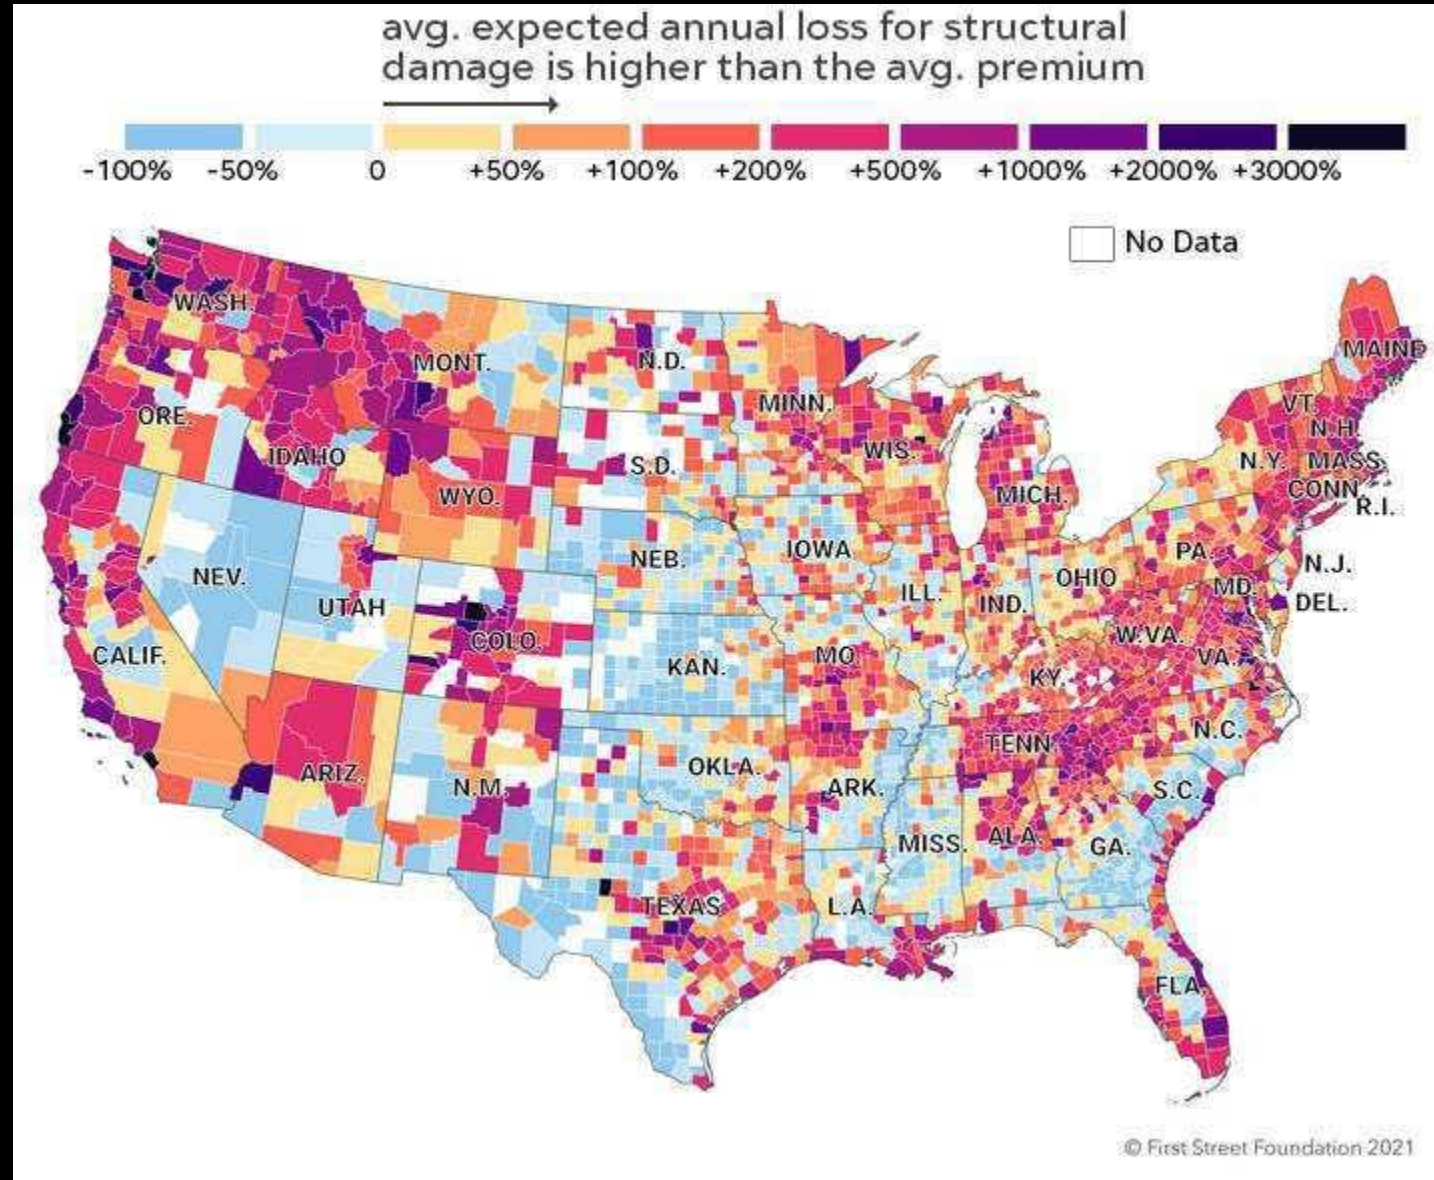 avg. expected annual loss for structural
damage is higher than the avg. premium
-100% -50% 0 +50% +100% +200% +500% +1000% +2000% +3000%
No Data
WASH.
MONT.
N.D.
MAINE
ORE.
MINN.
VT.
N.H.
IDAHO
S.D.
WIS.
N.Y.
MASS.
WYO.
MICH.
CONN.
R.I.
NEV.
NEB.
IOWA
PA.
N.J.
UTAH
ILL.
IND.
OHIO
MD.
DEL.
COLO.
W.VA.
CALIF.
KAN.
MO.
KY.
VA.
ARIZ.
N.M.
OKLA.
ARK.
TENN.
N.C.
S.C.
MISS.
ALA.
GA.
TEXAS
L.A.
FLA.
© First Street Foundation 2021